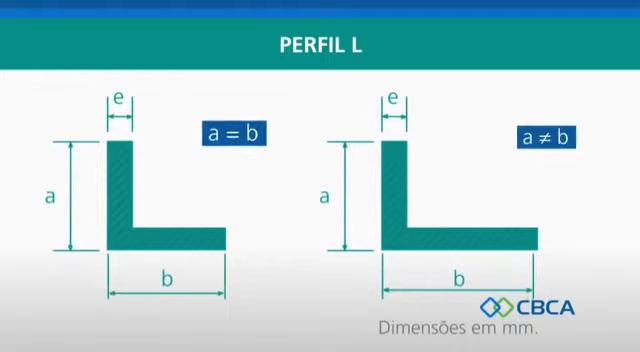 PERFIL L
e
a = b
a
b
e
a ≠ b
a
b
CBCA
Dimensões em mm.